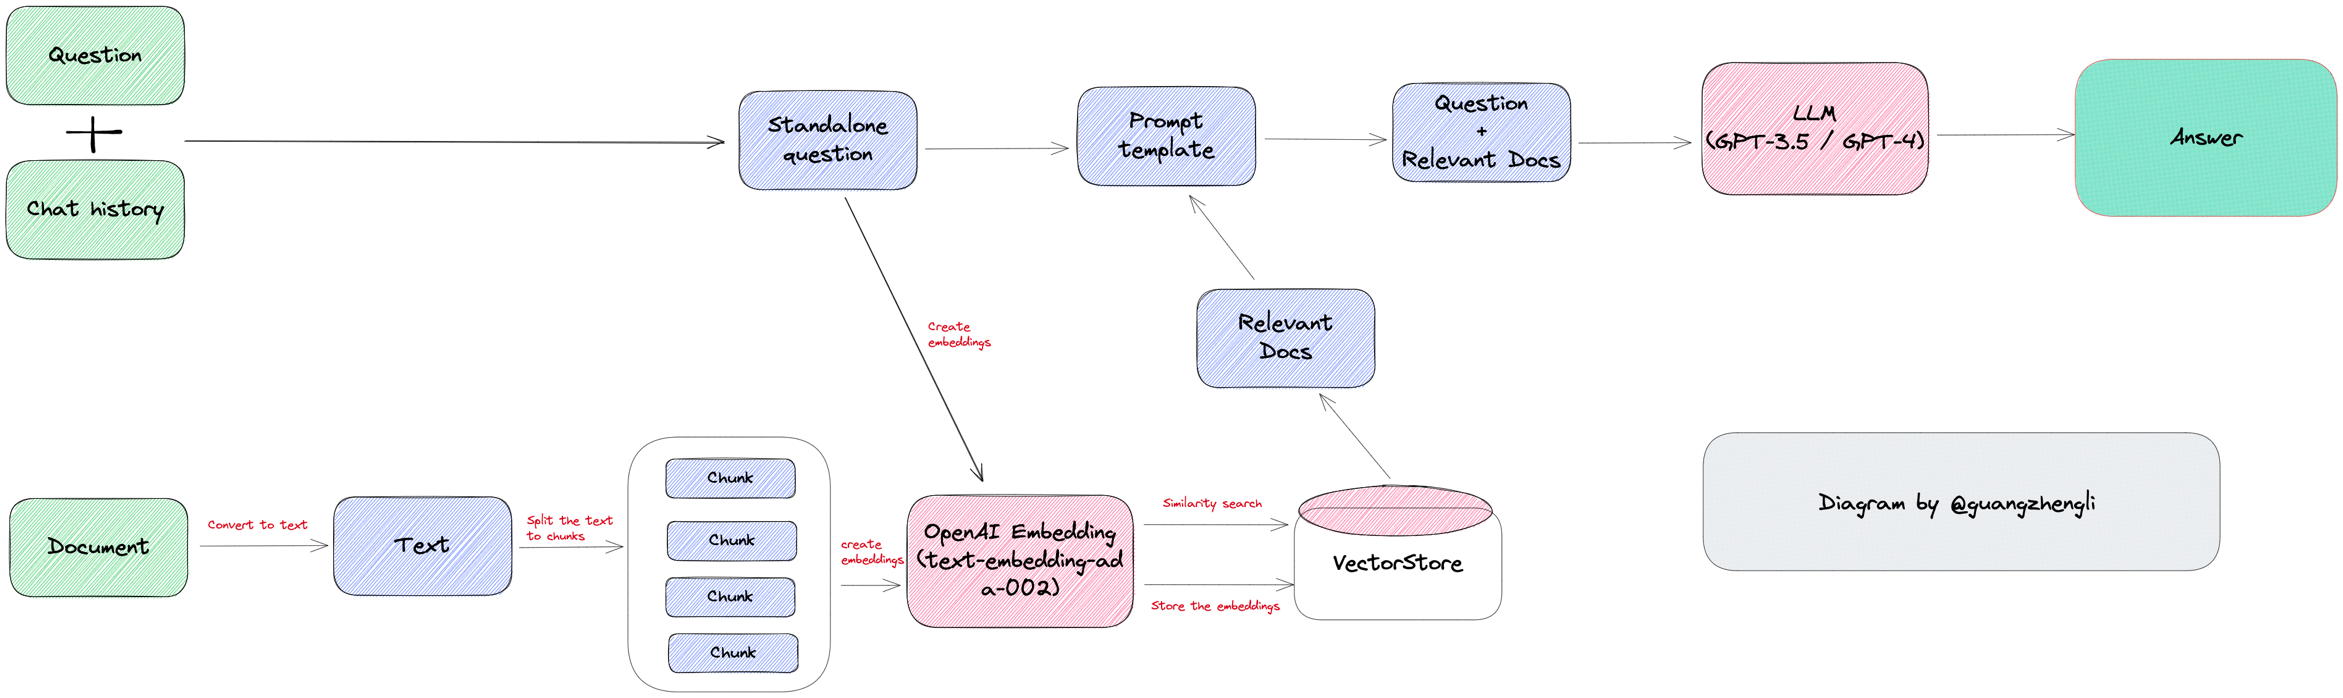 Question
Chat history
Standalone
question
Prompt
template
Question
+
Relevant Docs
LLM
(GPT-3.5 / GPT-4)
Answer
Create
embeddings
Relevant
Docs
Document
Convert to text
Text
Split the text
to chunks
Chunk
Chunk
Chunk
Chunk
create
embeddings
OpenAI Embedding
(text-embedding-ad
a-002)
Similarity search
Store the embeddings
VectorStore
Diagram by @guangzhengli